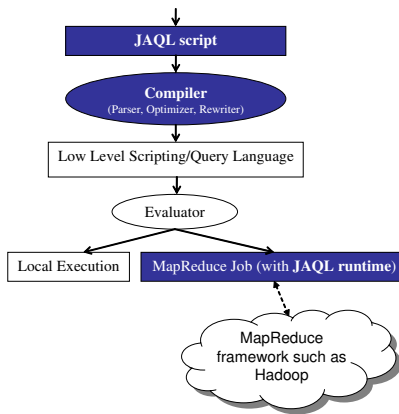 JAQL script
Compiler
(Parser, Optimizer, Rewriter)
Low Level Scripting/Query Language
Evaluator
Local Execution
MapReduce Job (with JAQL runtime)
MapReduce
framework such as
Hadoop